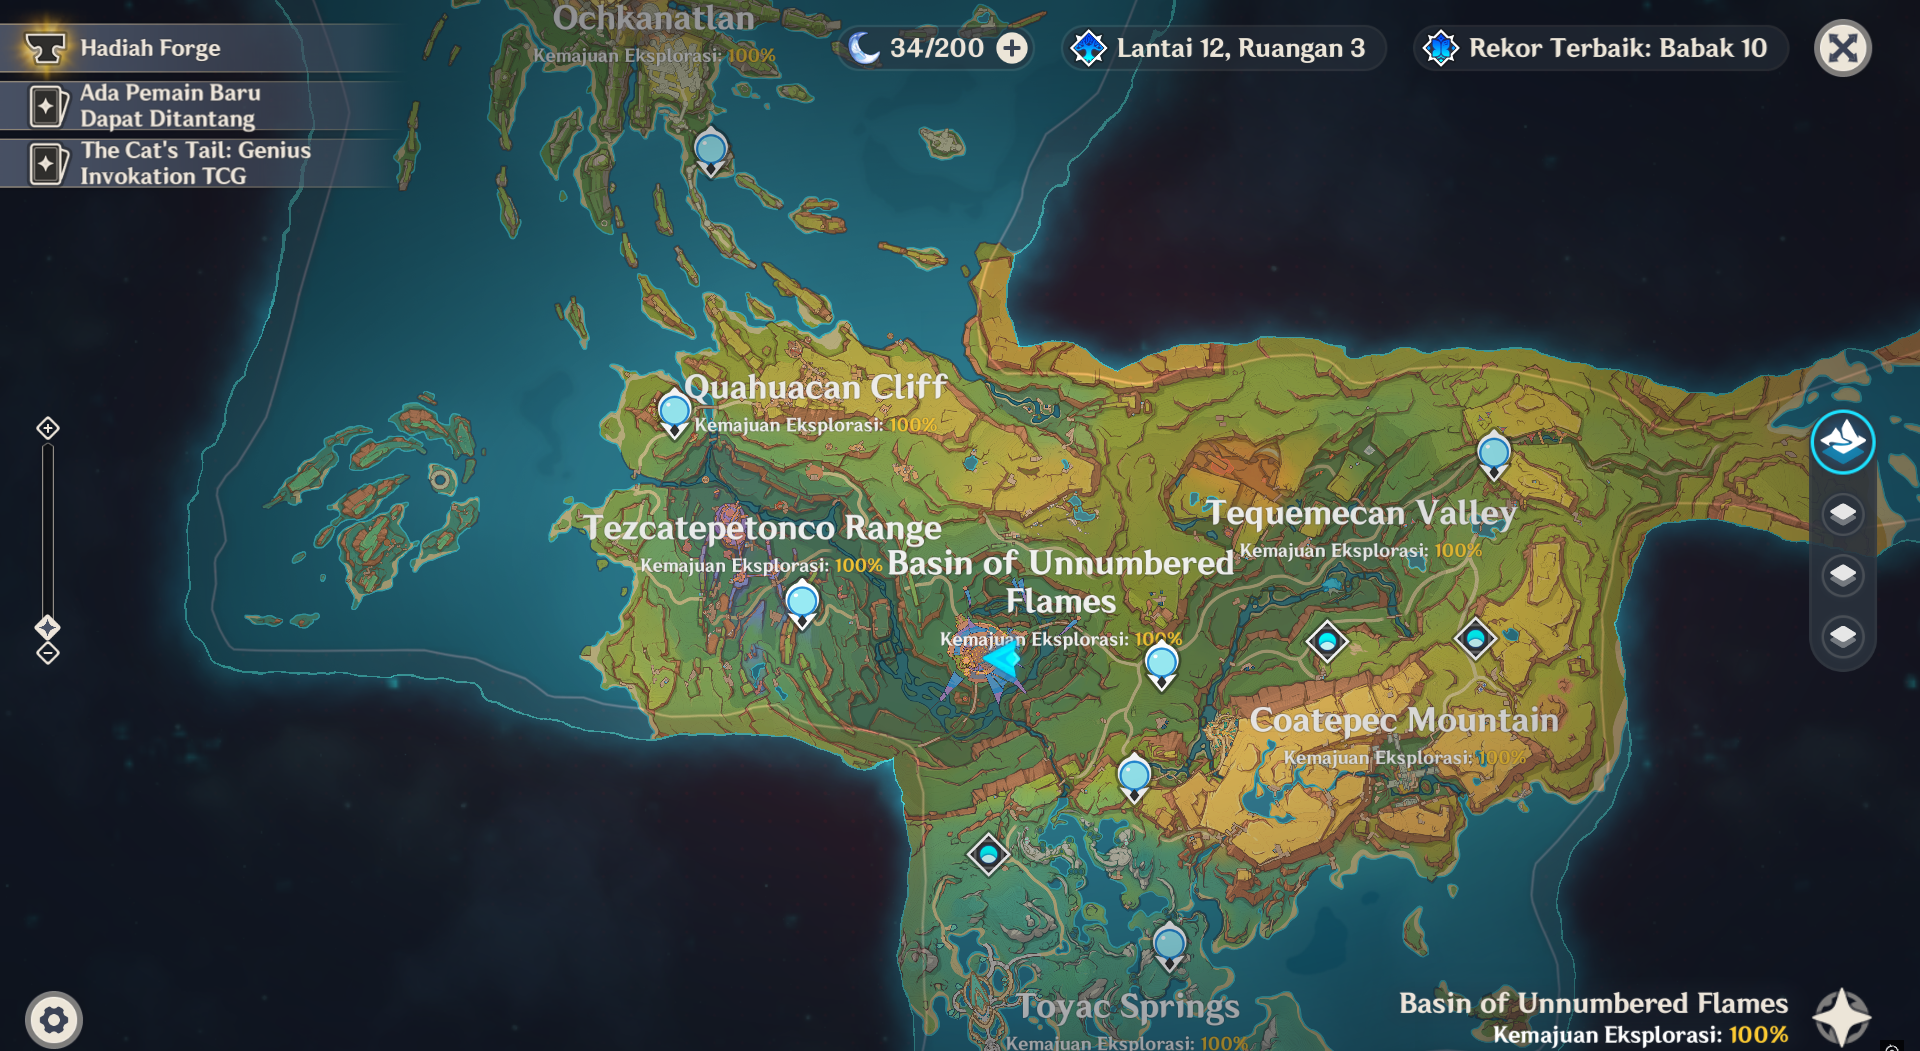 Hadiah Forge
Ada Pemain Baru
Dapat Ditantang
The Cat's Tail: Genius
Invokation TCG
Ochkanatlan
Kemajuan Eksplorasi: 100%
34/200
Lantai 12, Ruangan 3
Rekor Terbaik: Babak 10
Quahuacan Cliff
Kemajuan Eksplorasi: 100%
Tezcatepetonco Range
Kemajuan Eksplorasi: 100%
Basin of Unnumbered
Flames
Kemajuan Eksplorasi: 100%
Tequemecan Valley
Kemajuan Eksplorasi: 100%
Coatepec Mountain
Kemajuan Eksplorasi: 100%
Toyac Springs
Kemajuan Eksplorasi: 100%
Basin of Unnumbered Flames
Kemajuan Eksplorasi: 100%